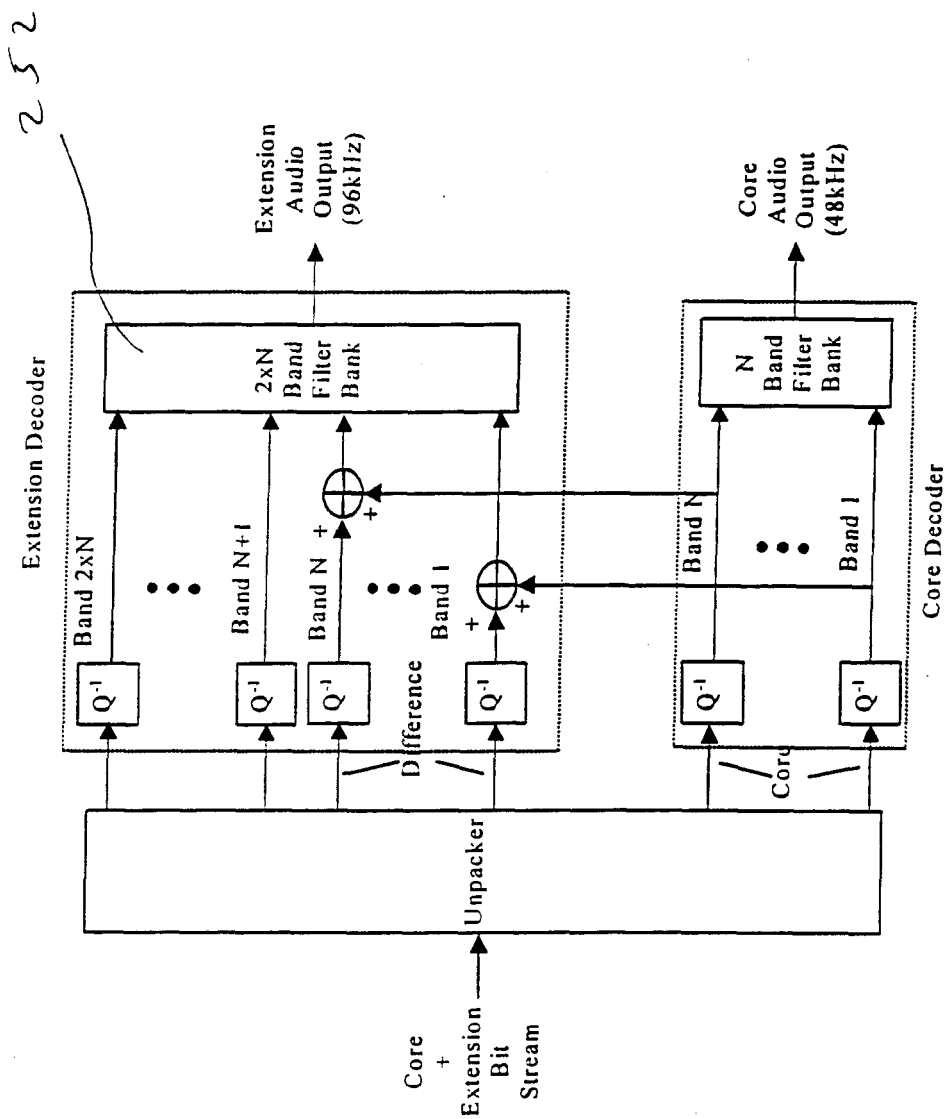 252
Extension Decoder
Band 2xN
Q-1
Band N+1
Q-1
Band N
Q-1
+
+
Band 1
Q-1
+
+
2xN
Band
Filter
Bank
Extension
Audio
Output
(96kHz)
Difference
Unpacker
Core
+
Extension
Bit
Stream
Band N
Q-1
Band 1
Q-1
Core
N
Band
Filter
Bank
Core
Audio
Output
(48kHz)
Core Decoder